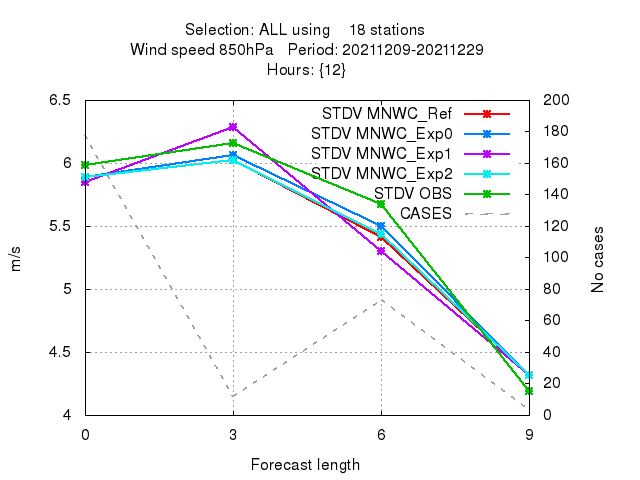 Selection: ALL using 18 stations
Wind speed 850hPa Period: 20211209-20211229
Hours: {12}
6.5
6
5.5
5
4.5
4
m/s
STDV MNWC_Ref
STDV MNWC_Exp0
STDV MNWC_Exp1
STDV MNWC_Exp2
STDV OBS
CASES
200
180
160
140
120
100
80
60
40
20
0
No cases
0 3 6 9
Forecast length